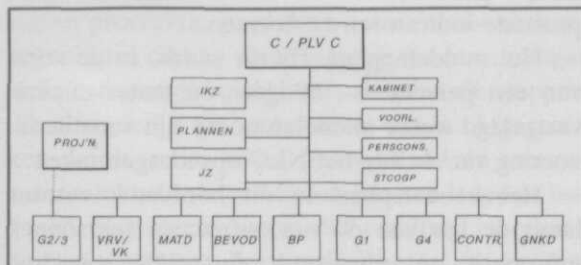 C / PLV C
IKZ
KABINET
PLANNEN
VOORL.
PROJ'N
PERSCONS.
JZ
STCOGP
G2/3
VRV/
VK
MATD
BEVOD
BP
G1
G4
CONTR.
GNKD